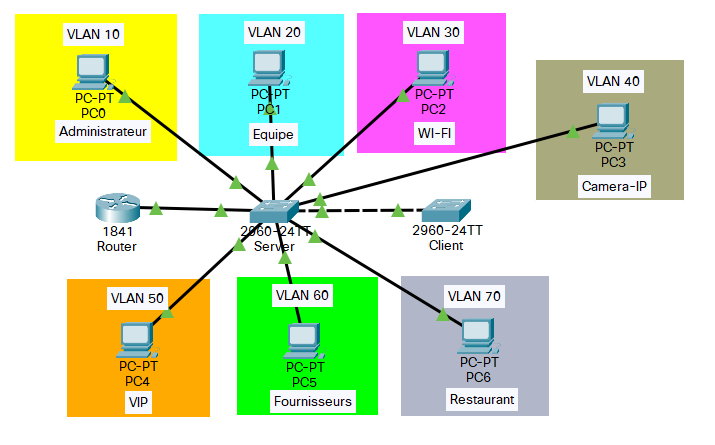 VLAN 10
PC-PT
PC0
Administrateur
VLAN 20
PC-PT
PC1
Equipe
VLAN 30
PC-PT
PC2
WI-FI
VLAN 40
PC-PT
PC3
Camera-IP
1841
Router
2960-24TT
Server
2960-24TT
Client
VLAN 50
PC-PT
PC4
VIP
VLAN 60
PC-PT
PC5
Fournisseurs
VLAN 70
PC-PT
PC6
Restaurant